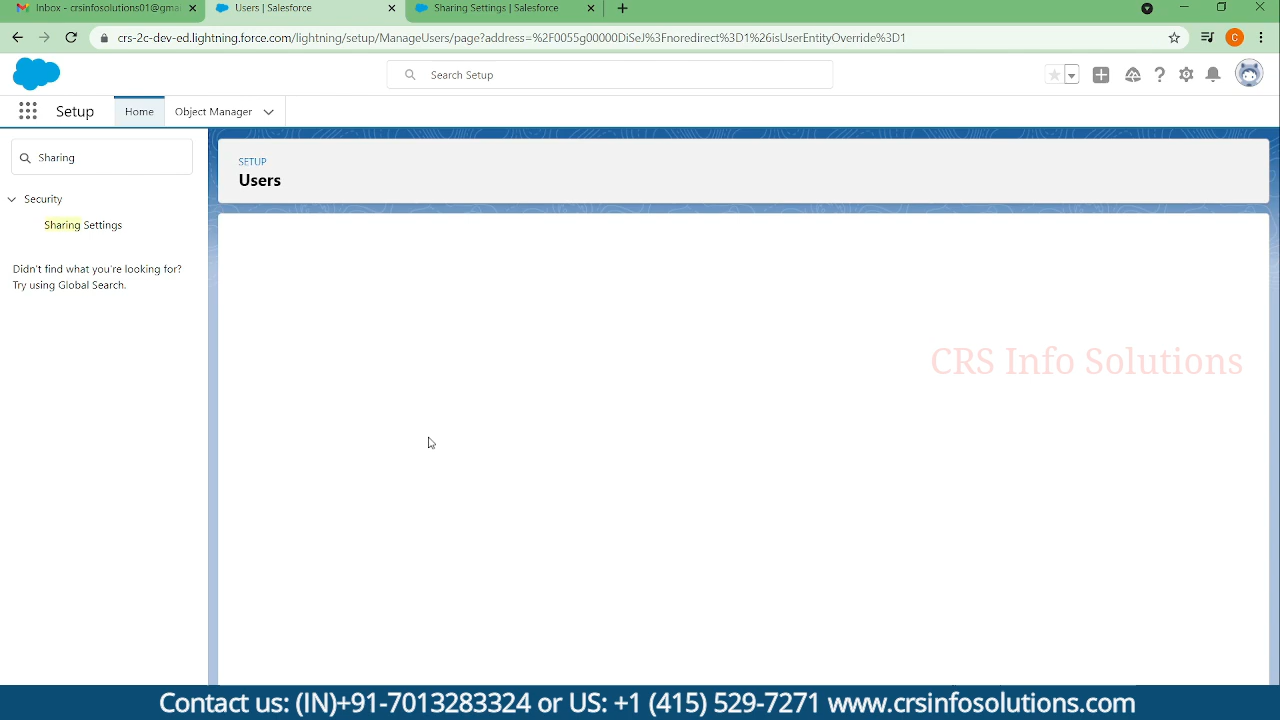 Inbox - crsinfosolutions01@gmai
Users | Salesforce
Sharing Settings | Salesforce
crs-2c-dev-ed.lightning.force.com/lightning/setup/ManageUsers/page?address=%2F0055g00000DiSeJ%3Fnoredirect%3D1%26isUserEntityOverride%3D1
C
Search Setup
Setup
Home
Object Manager
Sharing
SETUP
Users
Security
Sharing Settings
Didn't find what you're looking for?
Try using Global Search.
CRS Info Solutions
Contact us: (IN)+91-7013283324 or US: +1 (415) 529-7271 www.crsinfosolutions.com